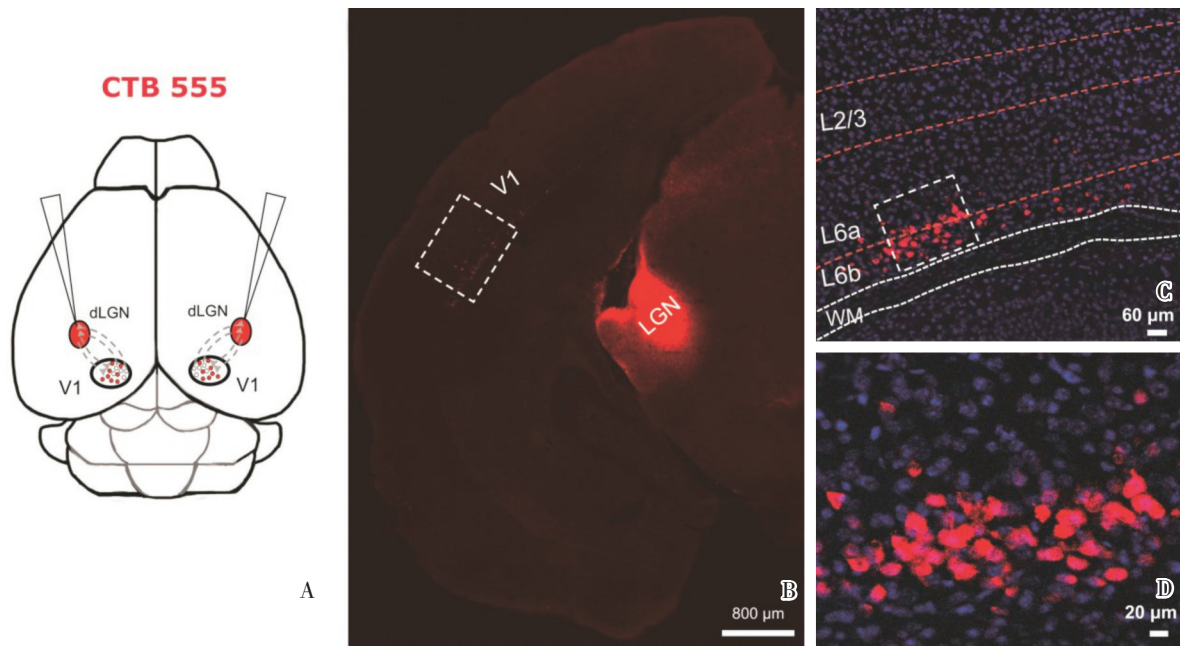 CTB 555
dLGN
dLGN
V1
V1
A
V1
LGN
B
800 μm
L2/3
L6a
L6b
WM
C
60 μm
D
20 μm